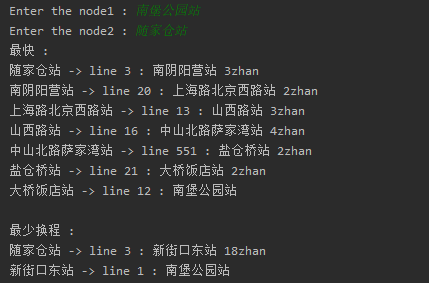 Enter the node1 : 南堡公园站
Enter the node2 : 随家仓站
最快 :
随家仓站 -> line 3 : 南阴阳营站 3zhan
南阴阳营站 -> line 20 : 上海路北京西路站 2zhan
上海路北京西路站 -> line 13 : 山西路站 3zhan
山西路站 -> line 16 : 中山北路萨家湾站 4zhan
中山北路萨家湾站 -> line 551 : 盐仓桥站 2zhan
盐仓桥站 -> line 21 : 大桥饭店站 2zhan
大桥饭店站 -> line 12 : 南堡公园站
最少换程 :
随家仓站 -> line 3 : 新街口东站 18zhan
新街口东站 -> line 1 : 南堡公园站